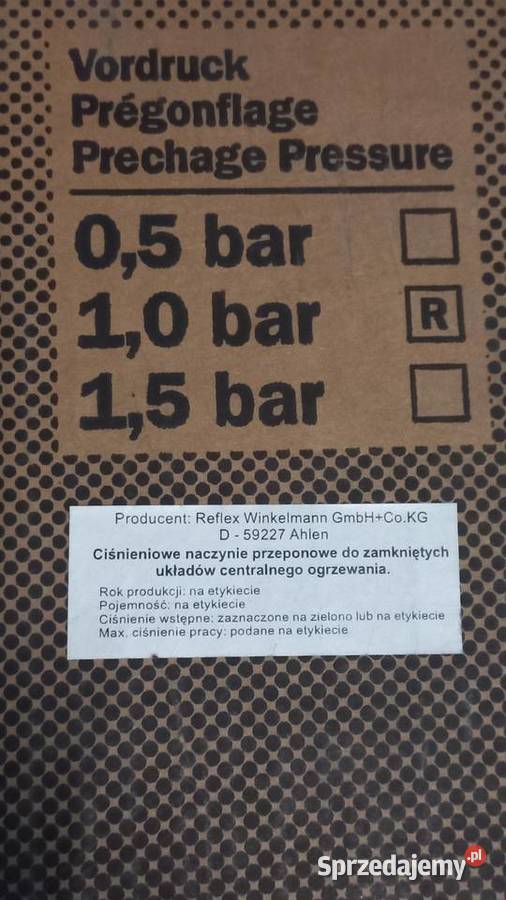 Vordruck
Prégonflage
Prechage Pressure
0,5 bar
1,0 bar R
1,5 bar
Producent: Reflex Winkelmann GmbH+Co.KG
D - 59227 Ahlen
Ciśnieniowe naczynie przeponowe do zamkniętych
układów centralnego ogrzewania.
Rok produkcji: na etykiecie
Pojemność: na etykiecie
Ciśnienie wstępne: zaznaczone na zielono lub na etykiecie
Max. ciśnienie pracy: podane na etykiecie
Sprzedajemy.pl